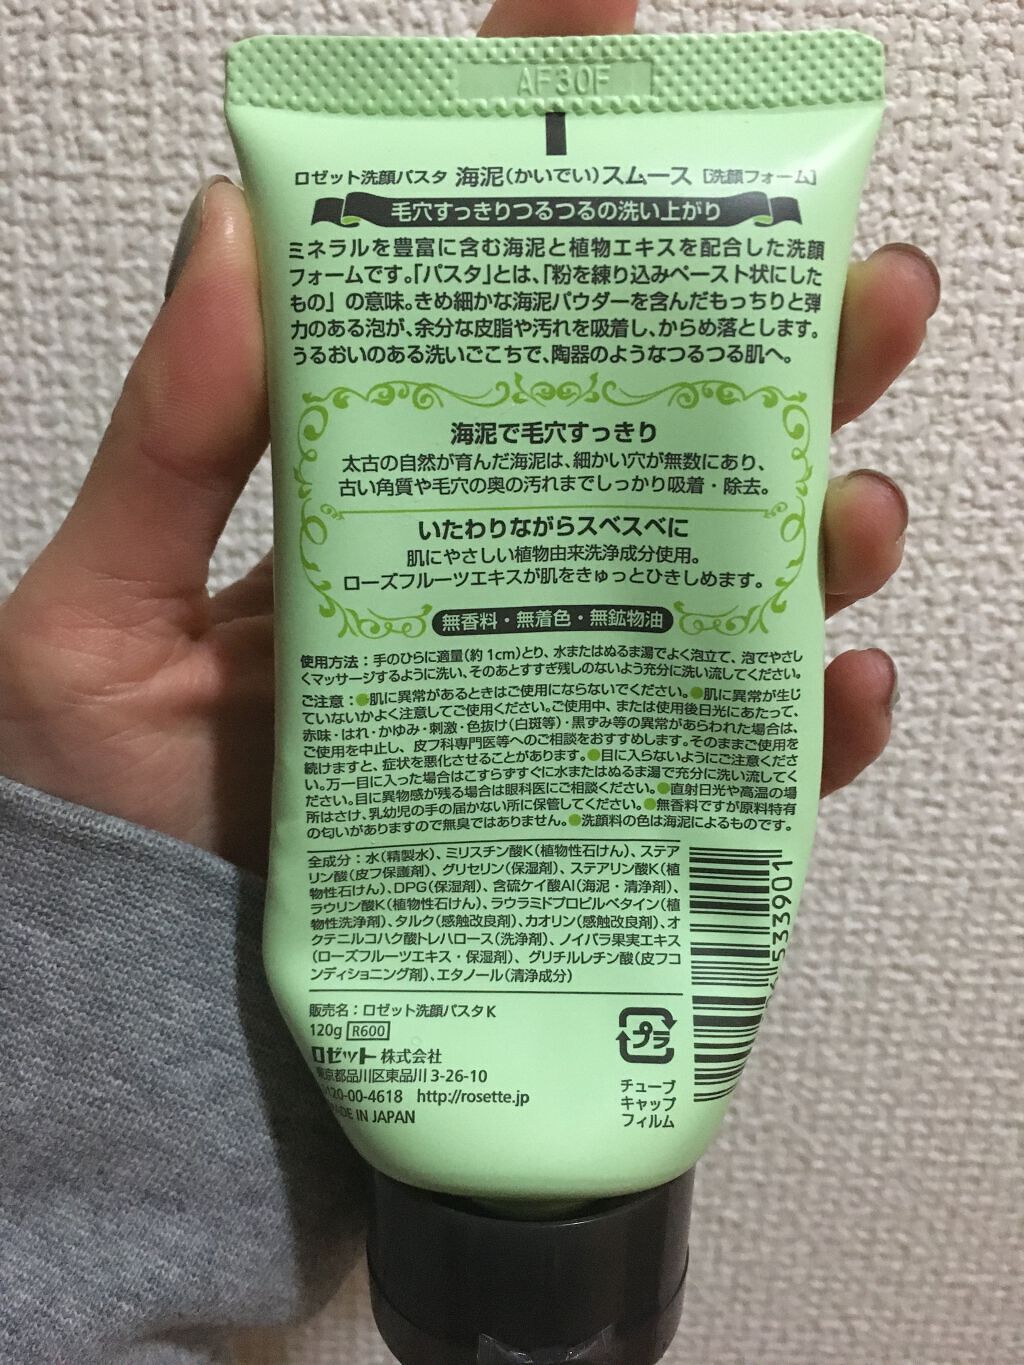 AF30F
ロゼット洗顔パスタ 海泥(かいでい)スムース [洗顔フォーム]
毛穴すっきりつるつるの洗い上がり
ミネラルを豊富に含む海泥と植物エキスを配合した洗顔
フォームです。「パスタ」とは、「粉を練り込みペースト状にした
もの」の意味。きめ細かな海泥パウダーを含んだもっちりと弾
力のある泡が、余分な皮脂や汚れを吸着し、からめ落とします。
うるおいのある洗いごこちで、陶器のようなつるつる肌へ。
海泥で毛穴すっきり
太古の自然が育んだ海泥は、細かい穴が無数にあり、
古い角質や毛穴の奥の汚れまでしっかり吸着・除去。
いたわりながらスベスベに
肌にやさしい植物由来洗浄成分使用。
ローズフルーツエキスが肌をきゅっとひきしめます。
無香料・無着色・無鉱物油
使用方法：手のひらに適量(約1cm)とり、水またはぬるま湯でよく泡立て、泡でやさし
くマッサージするように洗い、そのあとすすぎ残しのないよう充分に洗い流してください。
ご注意：●肌に異常があるときはご使用にならないでください。●肌に異常が生じ
ていないかよく注意してご使用ください。ご使用中、または使用後日光にあたって、
赤味・はれ・かゆみ・刺激・色抜け(白斑等)・黒ずみ等の異常があらわれた場合は、
ご使用を中止し、皮フ科専門医等へのご相談をおすすめします。そのままご使用を
続けますと、症状を悪化させることがあります。●目に入らないようにご注意くださ
い。万一目に入った場合はこすらずすぐに水またはぬるま湯で充分に洗い流してく
ださい。目に異物感が残る場合は眼科医にご相談ください。●直射日光や高温の場
所はさけ、乳幼児の手の届かない所に保管してください。●無香料ですが原料特有
の匂いがありますので無臭ではありません。●洗顔料の色は海泥によるものです。
全成分：水(精製水)、ミリスチン酸K(植物性石けん)、ステア
リン酸(皮フ保護剤)、グリセリン(保湿剤)、ステアリン酸K(植
物性石けん)、DPG(保湿剤)、含硫ケイ酸Al(海泥・清浄剤)、
ラウリン酸K(植物性石けん)、ラウラミドプロピルベタイン(植
物性洗浄剤)、タルク(感触改良剤)、カオリン(感触改良剤)、オ
クテニルコハク酸トレハロース(洗浄剤)、ノイバラ果実エキス
(ローズフルーツエキス・保湿剤)、グリチルレチン酸(皮フコ
ンディショニング剤)、エタノール(清浄成分)
533901
販売名：ロゼット洗顔パスタK
120g R600
ロゼット株式会社
東京都品川区東品川3-26-10
120-00-4618 http://rosette.jp
MADE IN JAPAN
プラ
チューブ
キャップ
フィルム